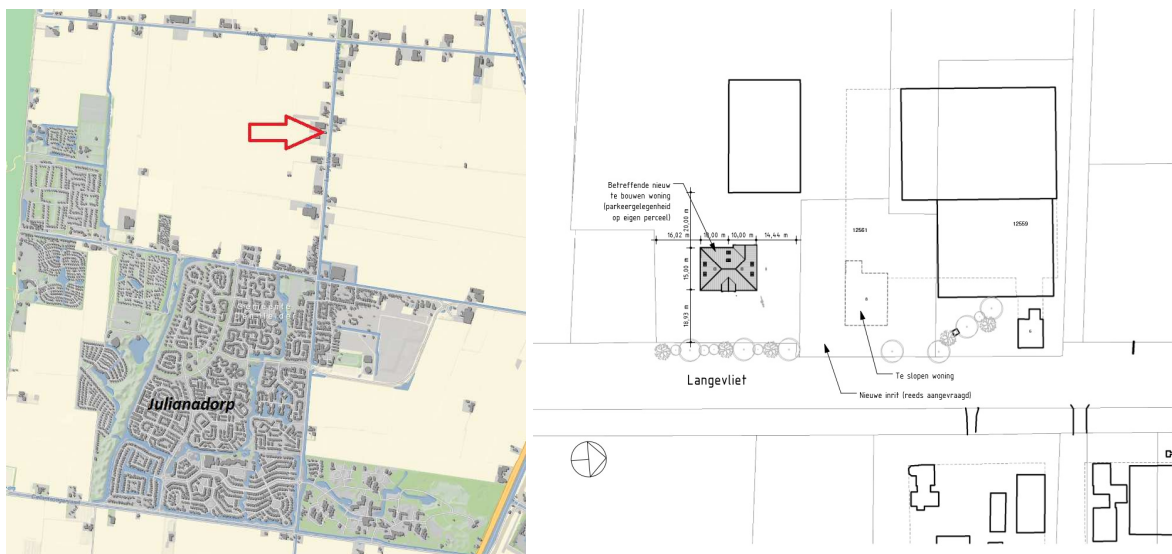 Julianadorp
Betreffende nieuw
te bouwen woning
(parkeergelegenheid
op eigen perceel)
20,00 m
16,02 m
10,00 m
10,00 m
14,44 m
15,00 m
18,93 m
12561
12559
Langevliet
Te slopen woning
Nieuwe inrit (reeds aangevraagd)